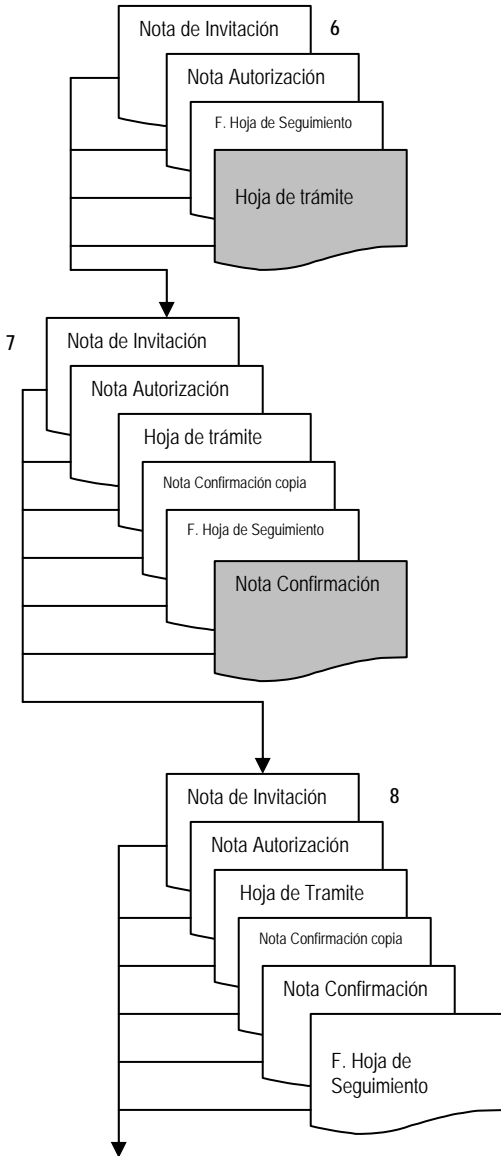 Nota de Invitación
6
Nota Autorización
F. Hoja de Seguimiento
Hoja de trámite
7
Nota de Invitación
Nota Autorización
Hoja de trámite
Nota Confirmación copia
F. Hoja de Seguimiento
Nota Confirmación
Nota de Invitación
8
Nota Autorización
Hoja de Tramite
Nota Confirmación copia
Nota Confirmación
F. Hoja de
Seguimiento